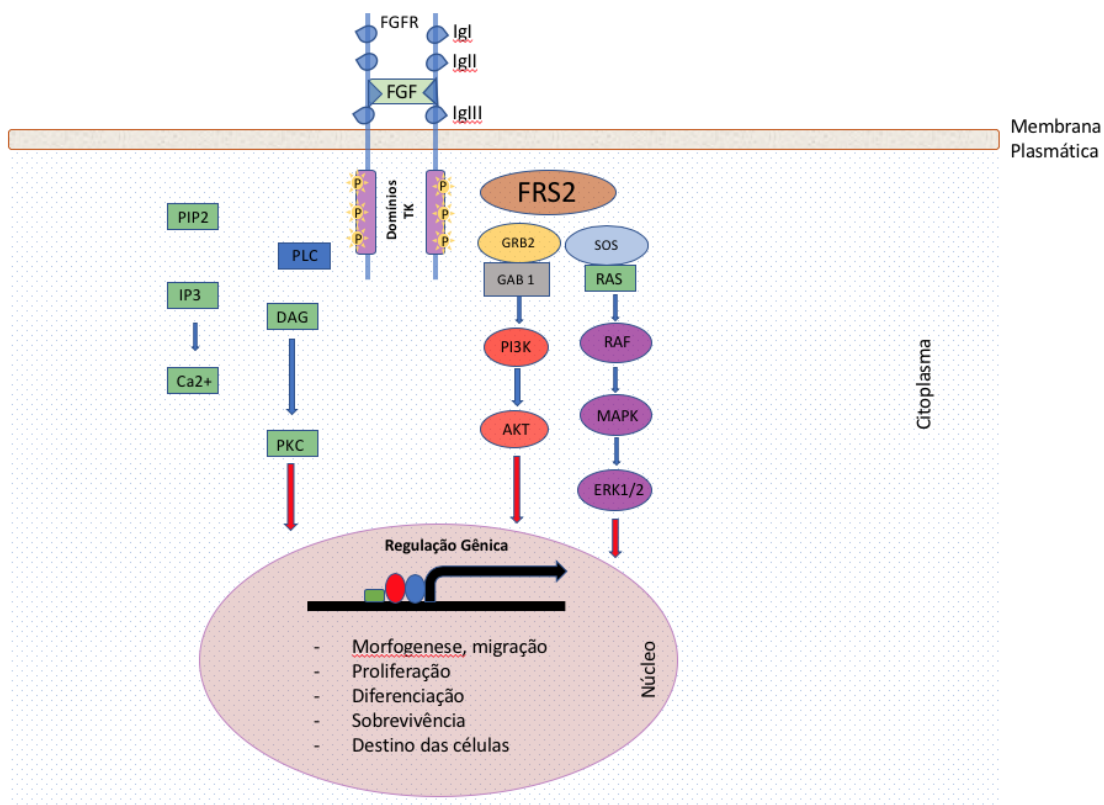 FGFR
IgI
IgII
FGF
IgIII
Membrana
Plasmática
P
P
P
Domínios
TK
P
P
P
FRS2
PIP2
PLC
GRB2
SOS
GAB 1
RAS
IP3
DAG
PI3K
RAF
Ca2+
PKC
AKT
MAPK
ERK1/2
Citoplasma
Regulação Gênica
- Morfogenese, migração
- Proliferação
- Diferenciação
- Sobrevivência
- Destino das células
Núcleo